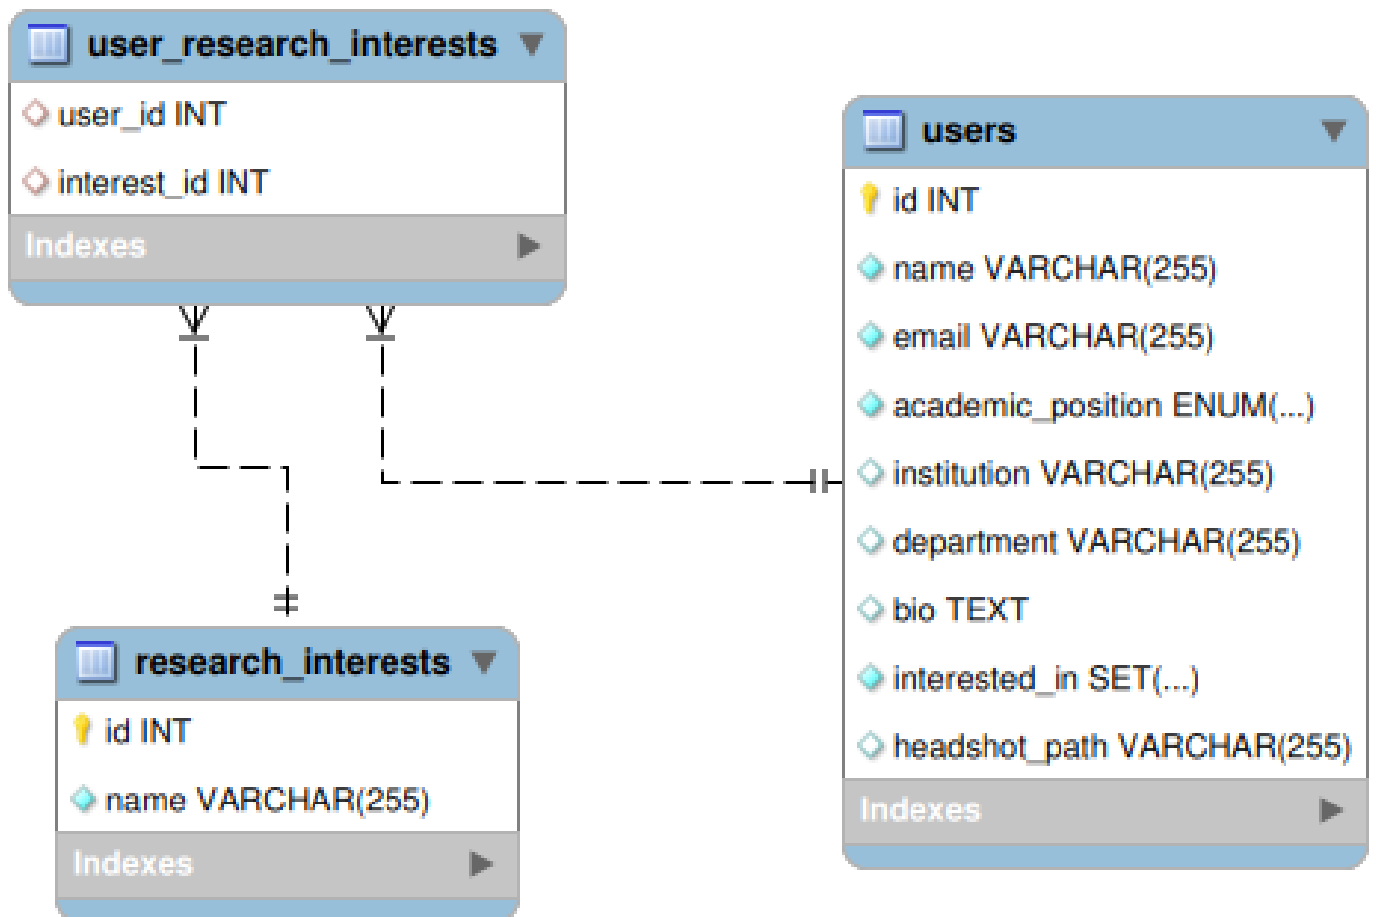 user_research_interests
user_id INT
interest_id INT
Indexes
users
id INT
name VARCHAR(255)
email VARCHAR(255)
academic_position ENUM(...)
institution VARCHAR(255)
department VARCHAR(255)
bio TEXT
interested_in SET(...)
headshot_path VARCHAR(255)
Indexes
research_interests
id INT
name VARCHAR(255)
Indexes